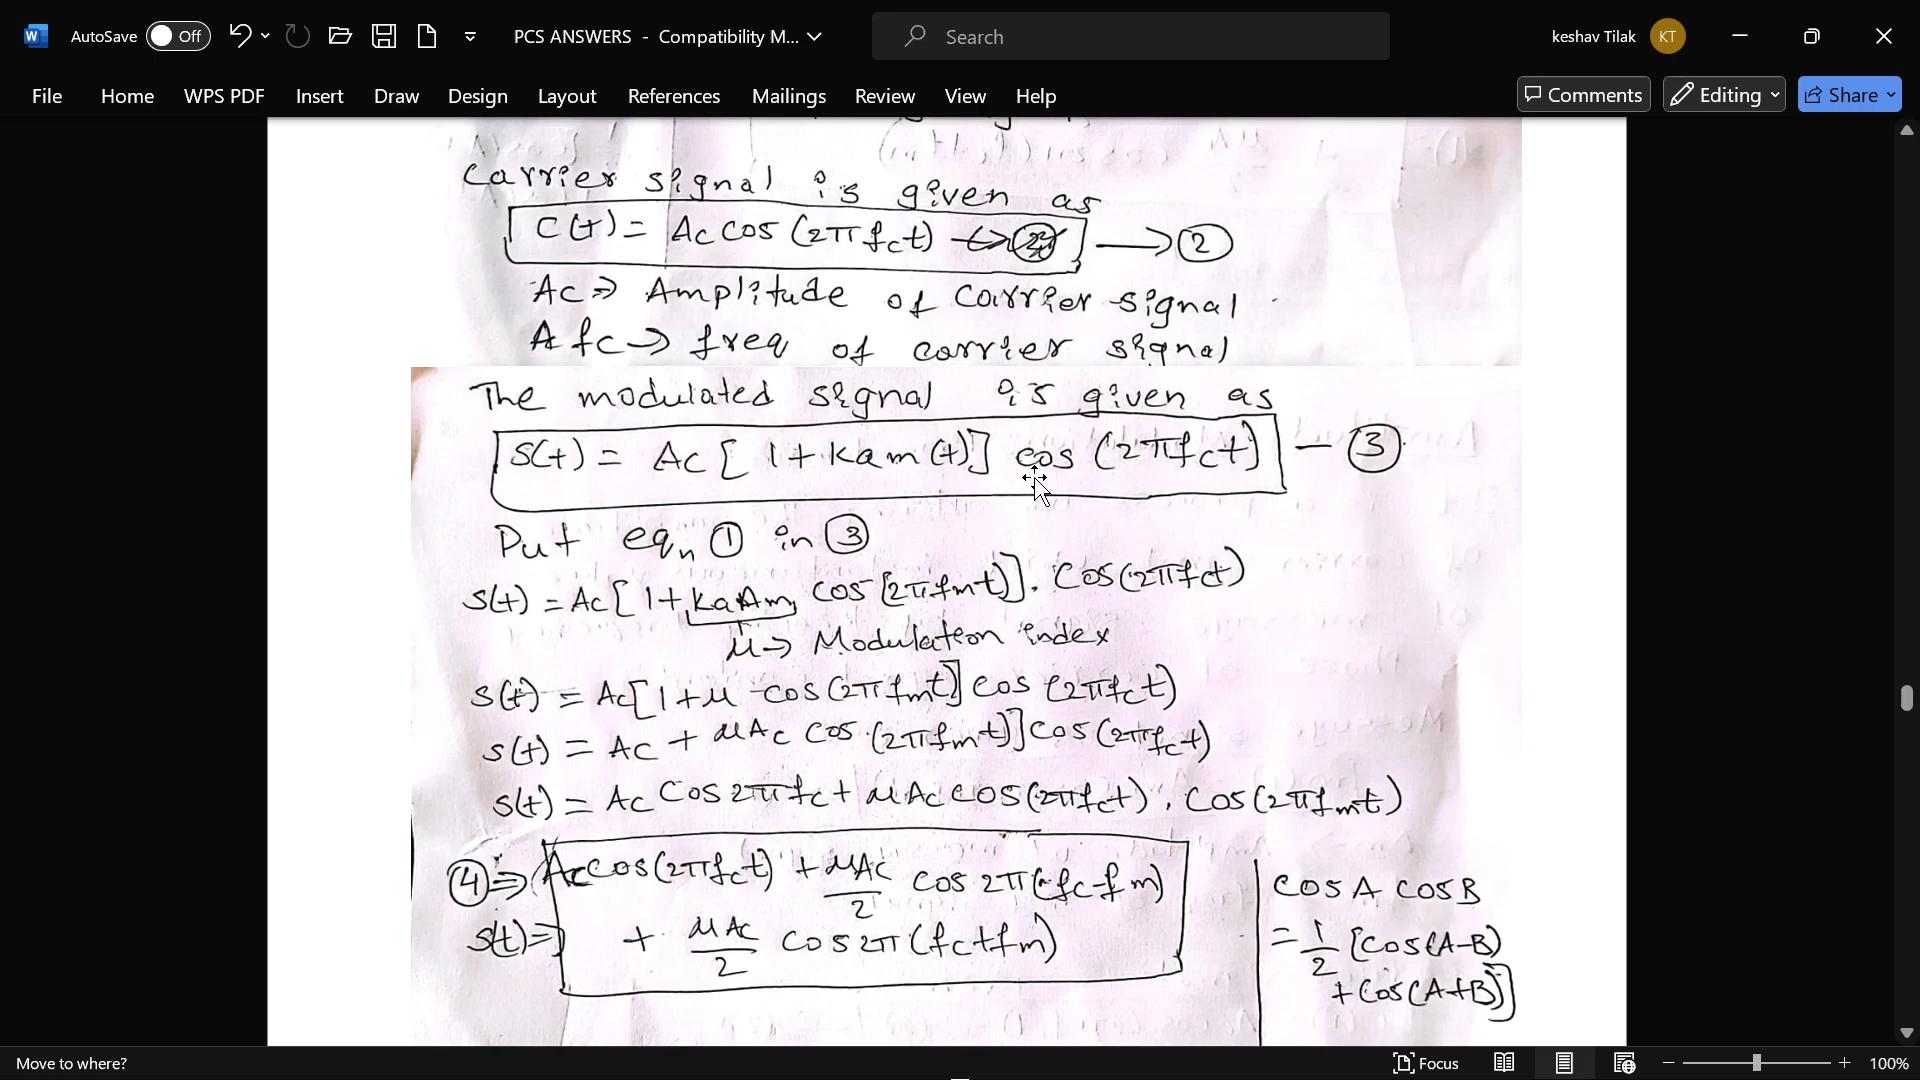 AutoSave Off PCS ANSWERS - Compatibility M... Search keshav Tilak KT
File Home WPS PDF Insert Draw Design Layout References Mailings Review View Help Comments Editing Share
Carrier signal is given as
C(t) = Ac Cos (2πfct) → ②
Ac ⇒ Amplitude of carrier signal
fc → freq of carrier signal
The modulated signal is given as
S(t) = Ac [1 + kam(t)] cos (2πfct) — ③
Put eqn ① in ③
S(t) = Ac [1 + kaAm cos (2πfmt)]. Cos(2πfct)
μ → Modulation index
S(t) = Ac[1 + μ cos(2πfmt)] cos (2πfct)
S(t) = Ac + μAc cos (2πfmt)] cos (2πfct)
S(t) = Ac Cos 2πfc + μAc cos(2πfct). Cos(2πfmt)
④ ⇒ Ac cos(2πfct) + μAc/2 cos 2π(fc-fm)
S(t) ⇒ + μAc/2 cos 2π (fc+fm)
cos A cos B
= 1/2 [cos(A-B)
+ Cos(A+B)]
Move to where? Focus 100%